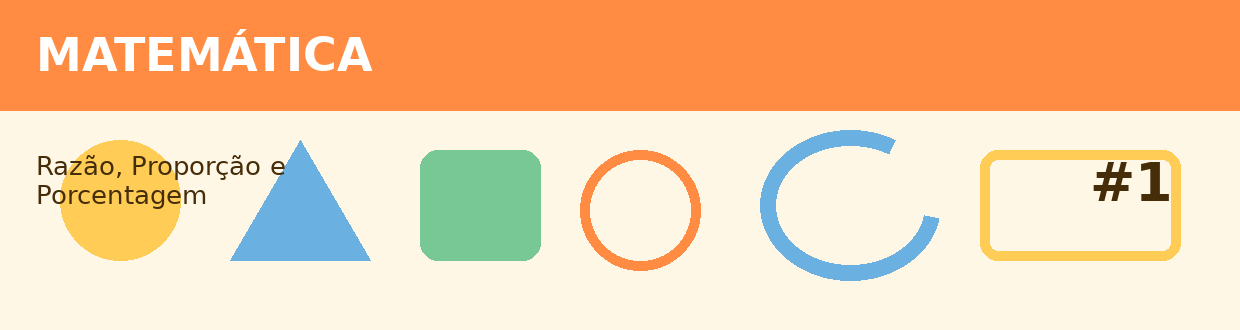 MATEMÁTICA
Razão, Proporção e
Porcentagem
#1